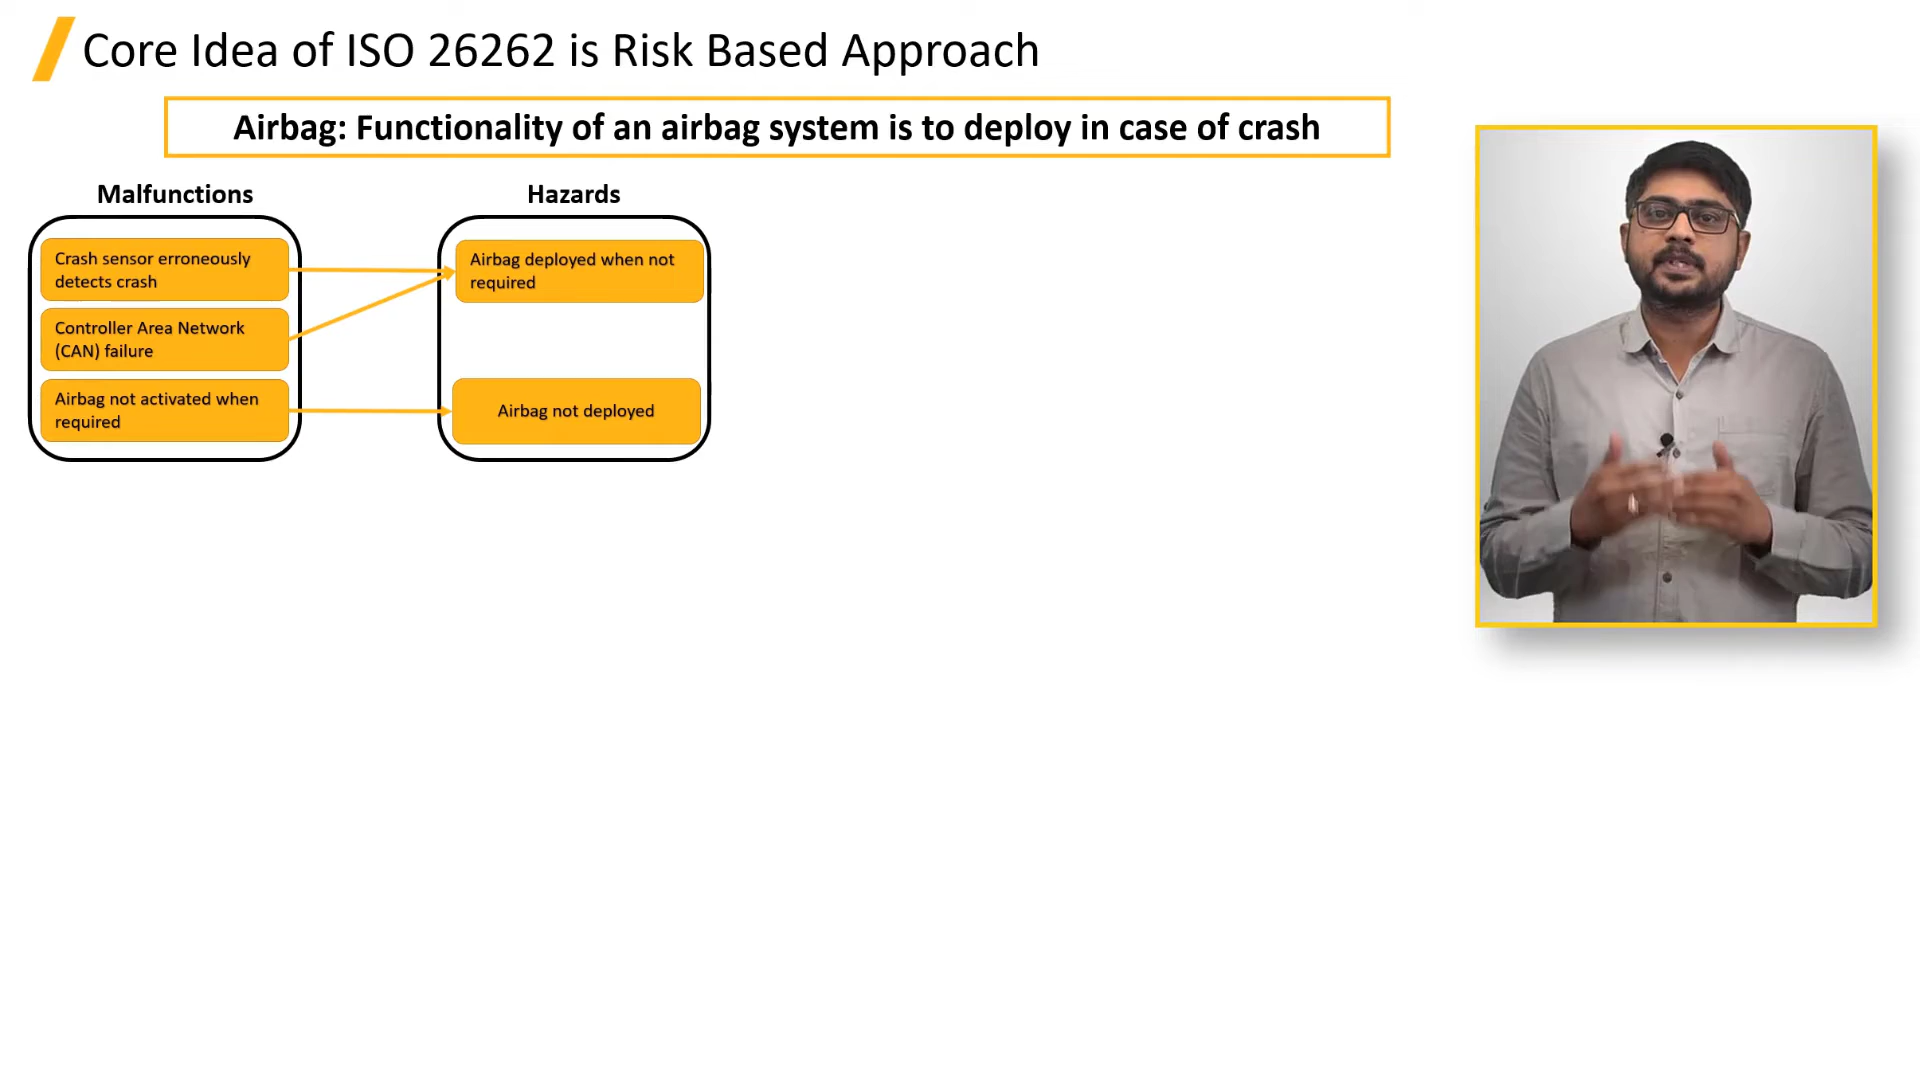 Core Idea of ISO 26262 is Risk Based Approach
Airbag: Functionality of an airbag system is to deploy in case of crash
Malfunctions
Crash sensor erroneously
detects crash
Controller Area Network
(CAN) failure
Airbag not activated when
required
Hazards
Airbag deployed when not
required
Airbag not deployed